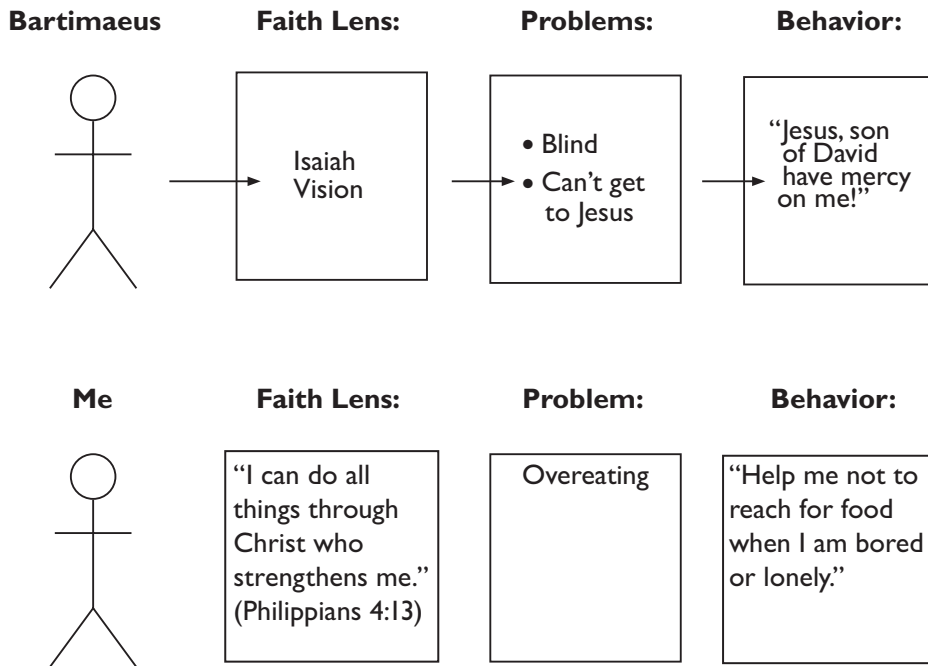 Bartimaeus Faith Lens: Problems: Behavior:
Isaiah
Vision
• Blind
• Can't get
to Jesus
“Jesus, son
of David
have mercy
on me!”
Me Faith Lens: Problem: Behavior:
“I can do all
things through
Christ who
strengthens me.”
(Philippians 4:13)
Overeating
“Help me not to
reach for food
when I am bored
or lonely.”